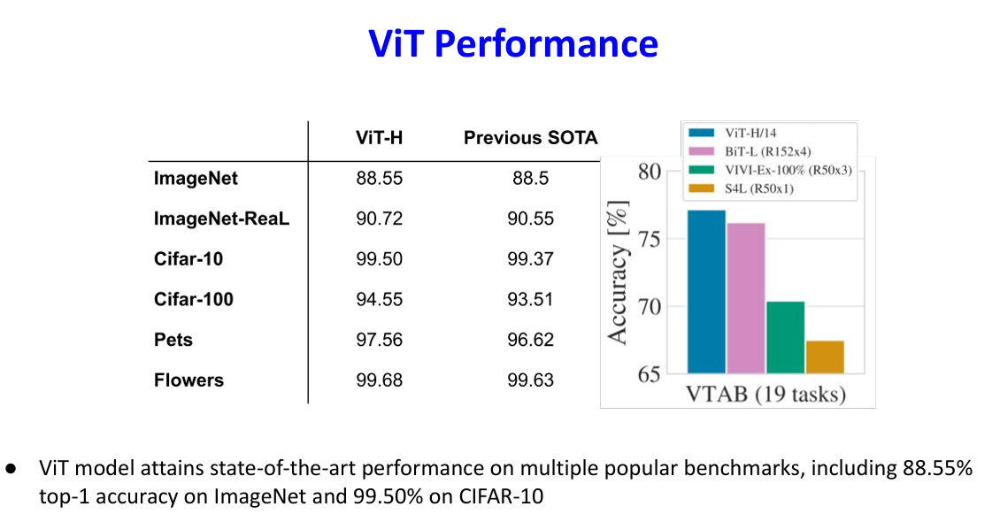 ViT Performance
ViT-H Previous SOTA
ImageNet 88.55 88.5
ImageNet-ReaL 90.72 90.55
Cifar-10 99.50 99.37
Cifar-100 94.55 93.51
Pets 97.56 96.62
Flowers 99.68 99.63
ViT-H/14
BiT-L (R152x4)
VIVI-Ex-100% (R50x3)
S4L (R50x1)
Accuracy [%]
80
75
70
65
VTAB (19 tasks)
● ViT model attains state-of-the-art performance on multiple popular benchmarks, including 88.55%
top-1 accuracy on ImageNet and 99.50% on CIFAR-10